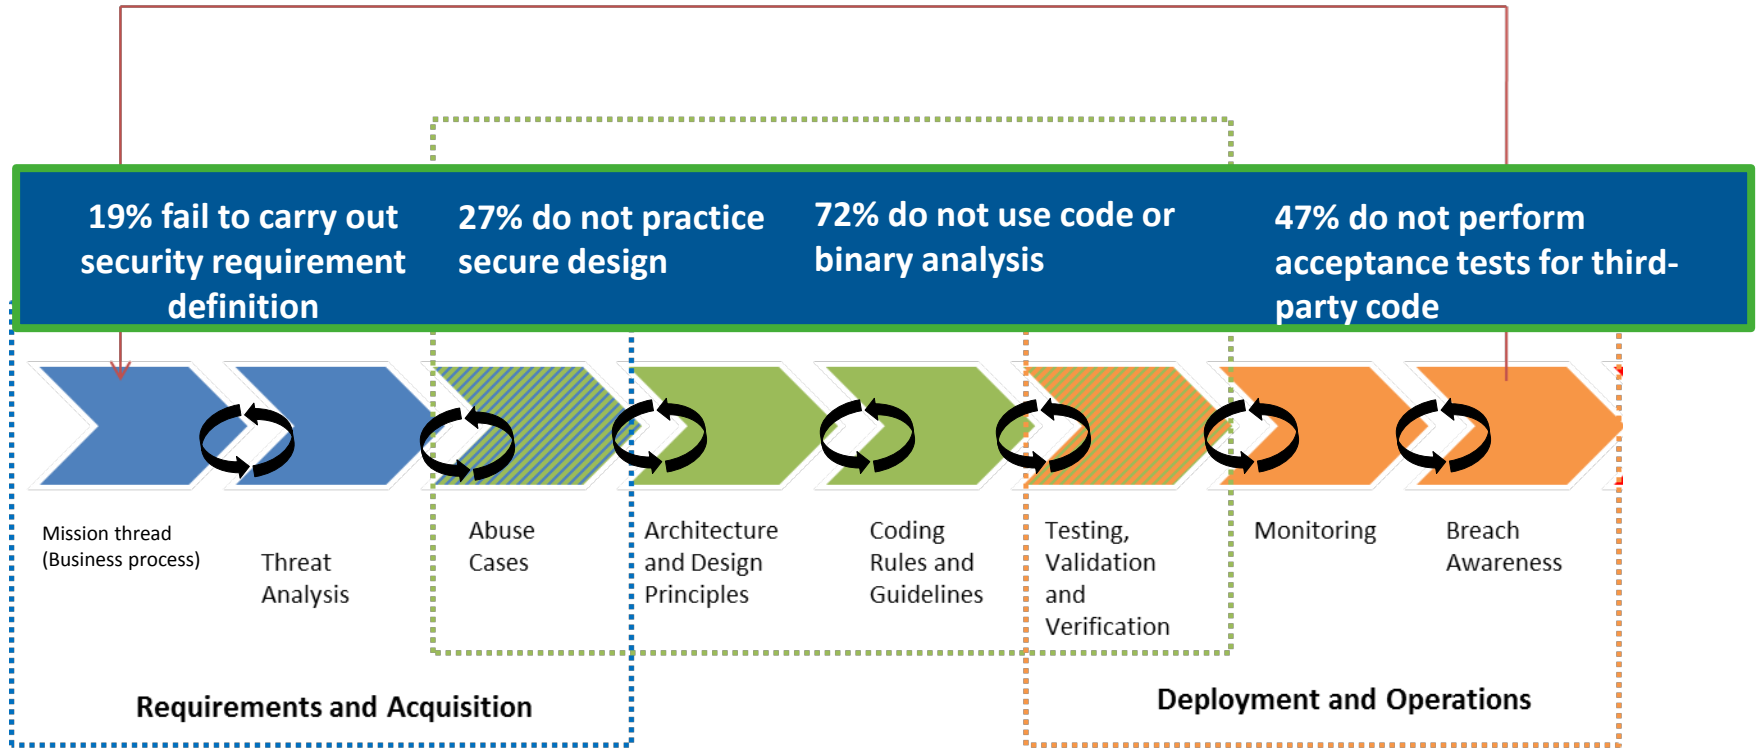 19% fail to carry out
security requirement
definition
27% do not practice
secure design
72% do not use code or
binary analysis
47% do not perform
acceptance tests for third-
party code
Mission thread
(Business process)
Threat
Analysis
Abuse
Cases
Architecture
and Design
Principles
Coding
Rules and
Guidelines
Testing,
Validation
and
Verification
Monitoring
Breach
Awareness
Requirements and Acquisition
Deployment and Operations